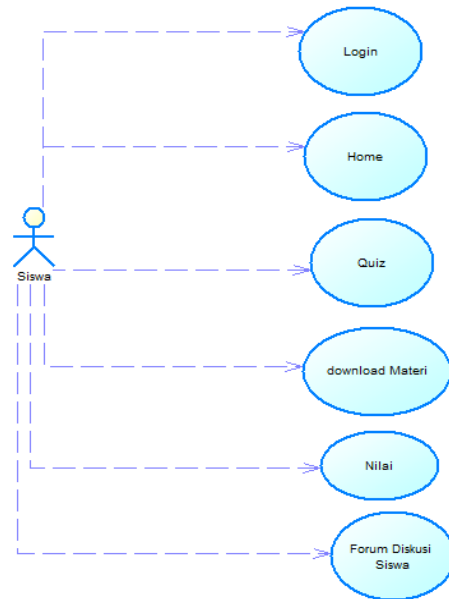 Login
Home
Siswa
Quiz
download Materi
Nilai
Forum Diskusi
Siswa